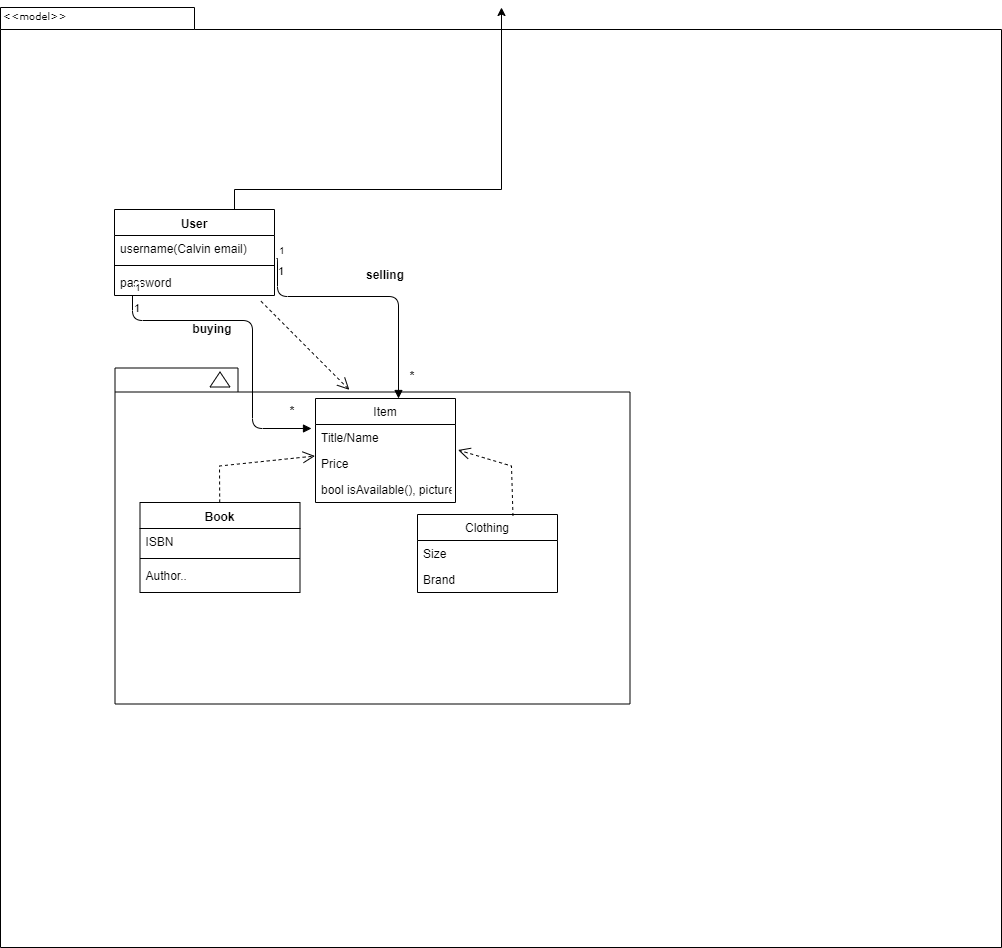 <<model>>
User
username(Calvin email)
1
password
1
1
selling
1
buying
*
*
Item
Title/Name
Price
bool isAvailable(), picture
Book
ISBN
Author..
Clothing
Size
Brand